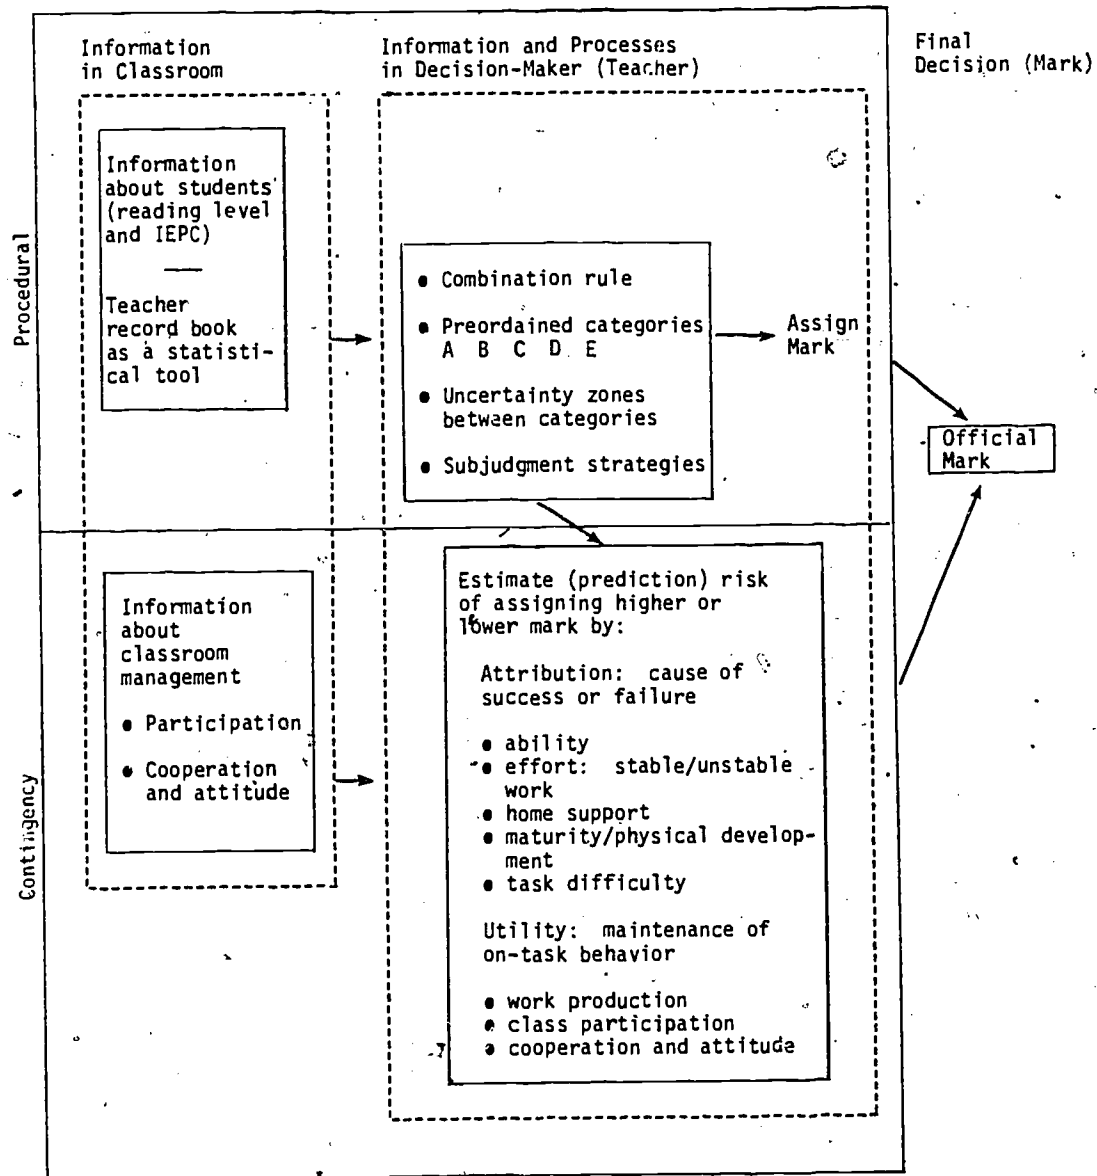 Information
in Classroom
Information and Processes
in Decision-Maker (Teacher)
Final
Decision (Mark)
Procedural
Information
about students'
(reading level
and IEPC)
Teacher
record book
as a statisti-
cal tool
• Combination rule
• Preordained categories
A B C D E
• Uncertainty zones
between categories
• Subjudgment strategies
Assign
Mark
Official
Mark
Contingency
Information
about
classroom
management
• Participation
• Cooperation
and attitude
Estimate (prediction) risk
of assigning higher or
lower mark by:
Attribution: cause of
success or failure
• ability
• effort: stable/unstable
work
• home support
• maturity/physical develop-
ment
• task difficulty
Utility: maintenance of
on-task behavior
• work production
• class participation
• cooperation and attitude